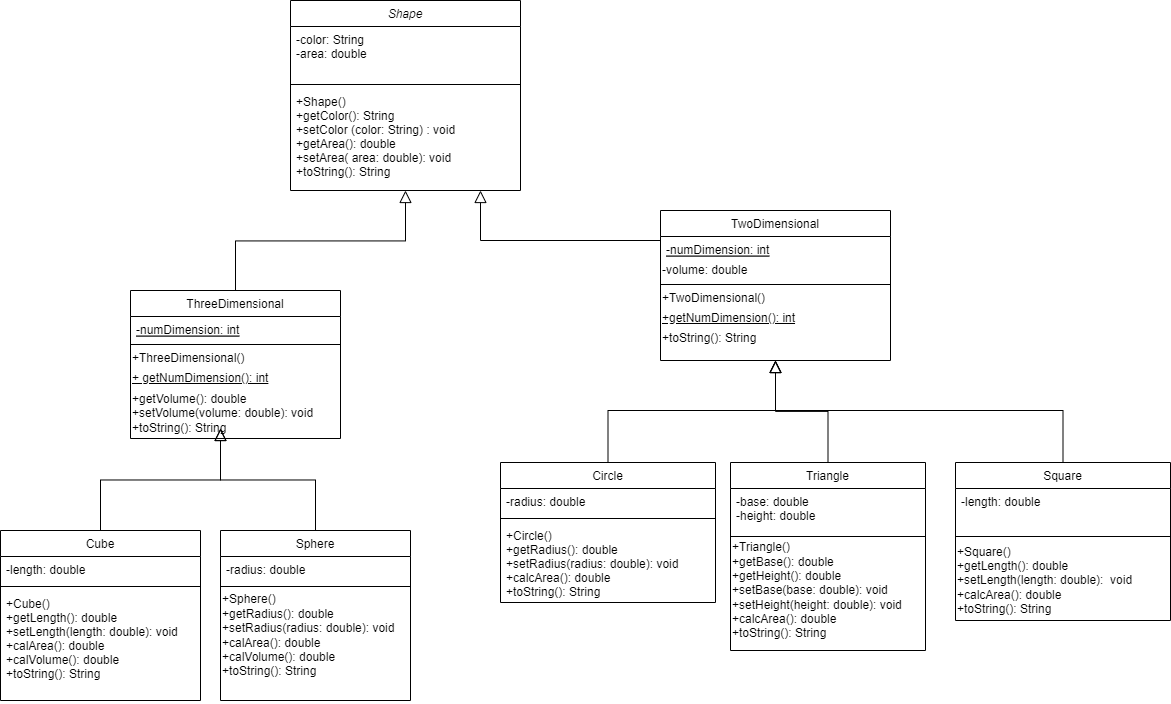 Shape
-color: String
-area: double
+Shape()
+getColor(): String
+setColor (color: String) : void
+getArea(): double
+setArea( area: double): void
+toString(): String
TwoDimensional
-numDimension: int
-volume: double
+TwoDimensional()
+getNumDimension(): int
+toString(): String
ThreeDimensional
-numDimension: int
+ThreeDimensional()
+ getNumDimension(): int
+getVolume(): double
+setVolume(volume: double): void
+toString(): String
Circle
-radius: double
+Circle()
+getRadius(): double
+setRadius(radius: double): void
+calcArea(): double
+toString(): String
Triangle
-base: double
-height: double
+Triangle()
+getBase(): double
+getHeight(): double
+setBase(base: double): void
+setHeight(height: double): void
+calcArea(): double
+toString(): String
Square
-length: double
+Square()
+getLength(): double
+setLength(length: double):  void
+calcArea(): double
+toString(): String
Cube
-length: double
+Cube()
+getLength(): double
+setLength(length: double): void
+calArea(): double
+calVolume(): double
+toString(): String
Sphere
-radius: double
+Sphere()
+getRadius(): double
+setRadius(radius: double): void
+calArea(): double
+calVolume(): double
+toString(): String